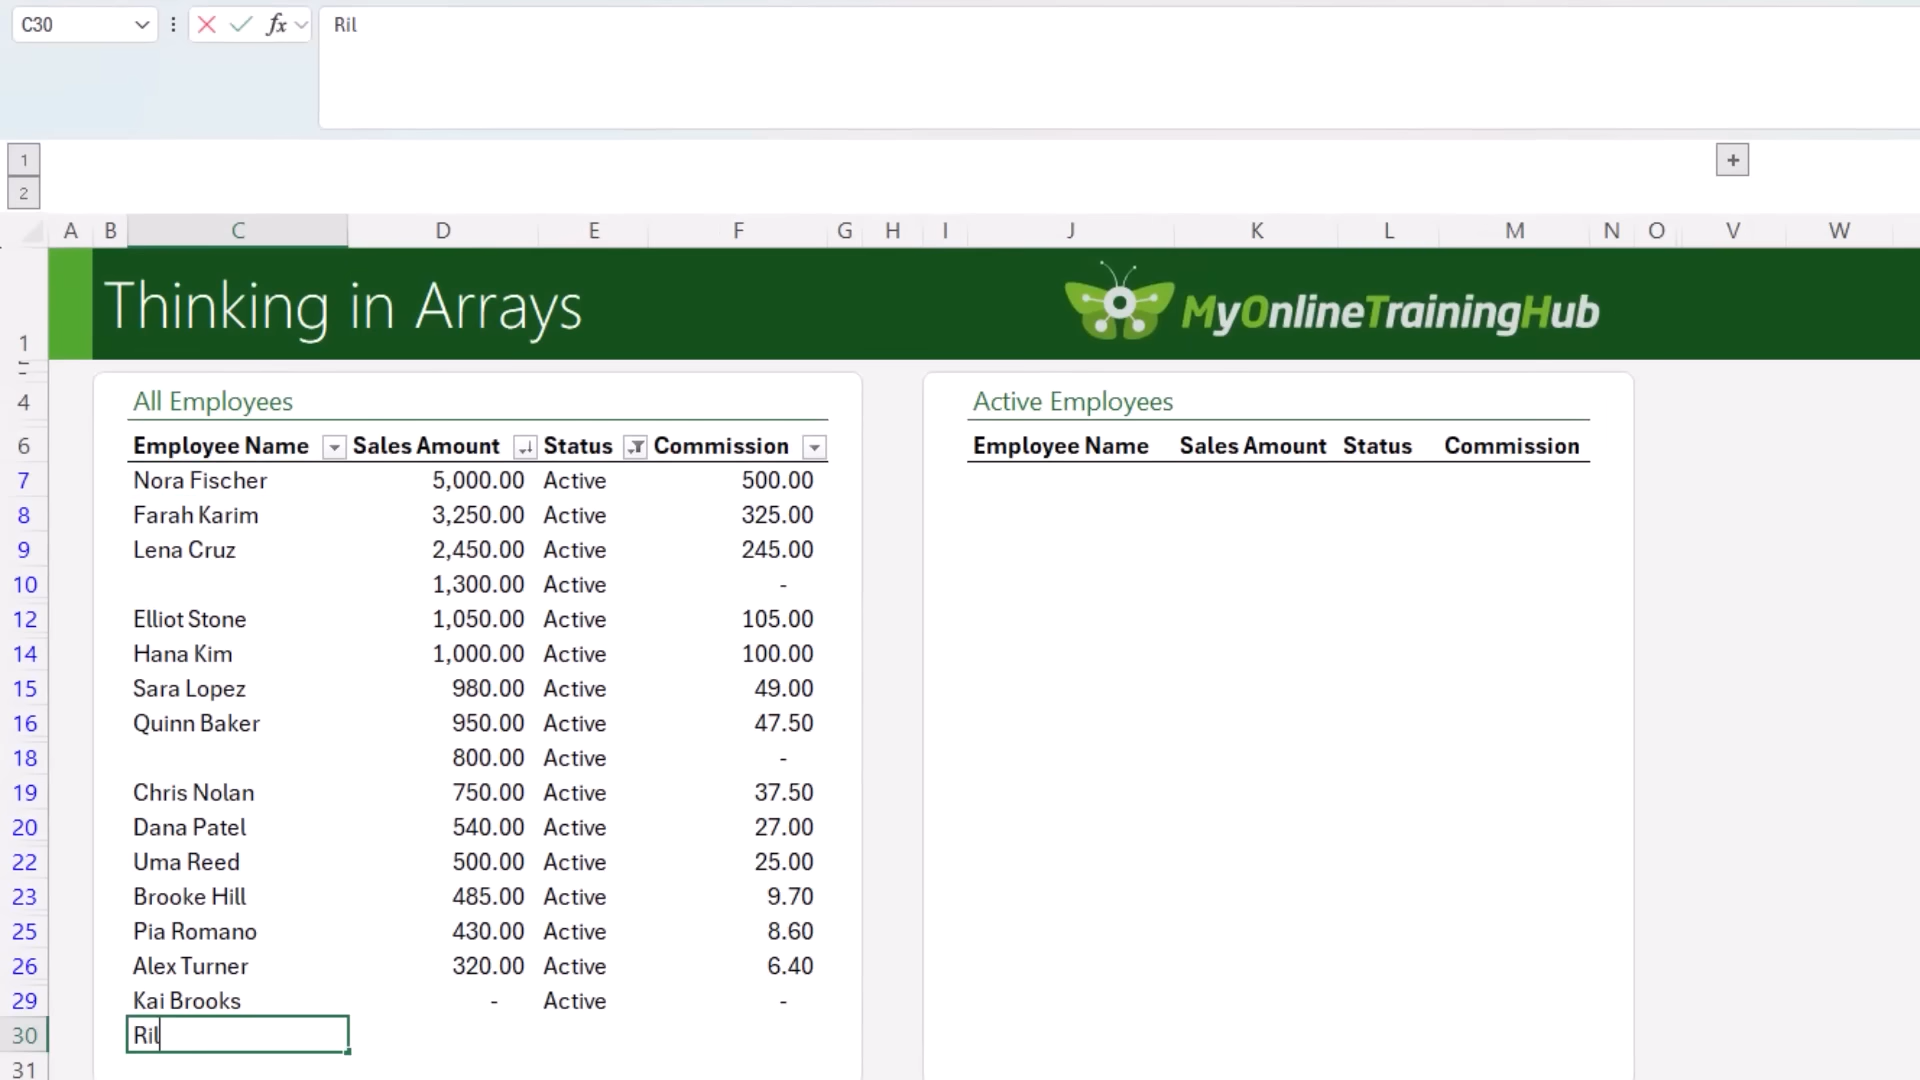 C30 fx Ril
1
2
+
A B C D E F G H I J K L M N O V W
1 Thinking in Arrays MyOnlineTrainingHub
4 All Employees Active Employees
6 Employee Name Sales Amount Status Commission Employee Name Sales Amount Status Commission
7 Nora Fischer 5,000.00 Active 500.00
8 Farah Karim 3,250.00 Active 325.00
9 Lena Cruz 2,450.00 Active 245.00
10 1,300.00 Active -
12 Elliot Stone 1,050.00 Active 105.00
14 Hana Kim 1,000.00 Active 100.00
15 Sara Lopez 980.00 Active 49.00
16 Quinn Baker 950.00 Active 47.50
18 800.00 Active -
19 Chris Nolan 750.00 Active 37.50
20 Dana Patel 540.00 Active 27.00
22 Uma Reed 500.00 Active 25.00
23 Brooke Hill 485.00 Active 9.70
25 Pia Romano 430.00 Active 8.60
26 Alex Turner 320.00 Active 6.40
29 Kai Brooks - Active -
30 Ril
31